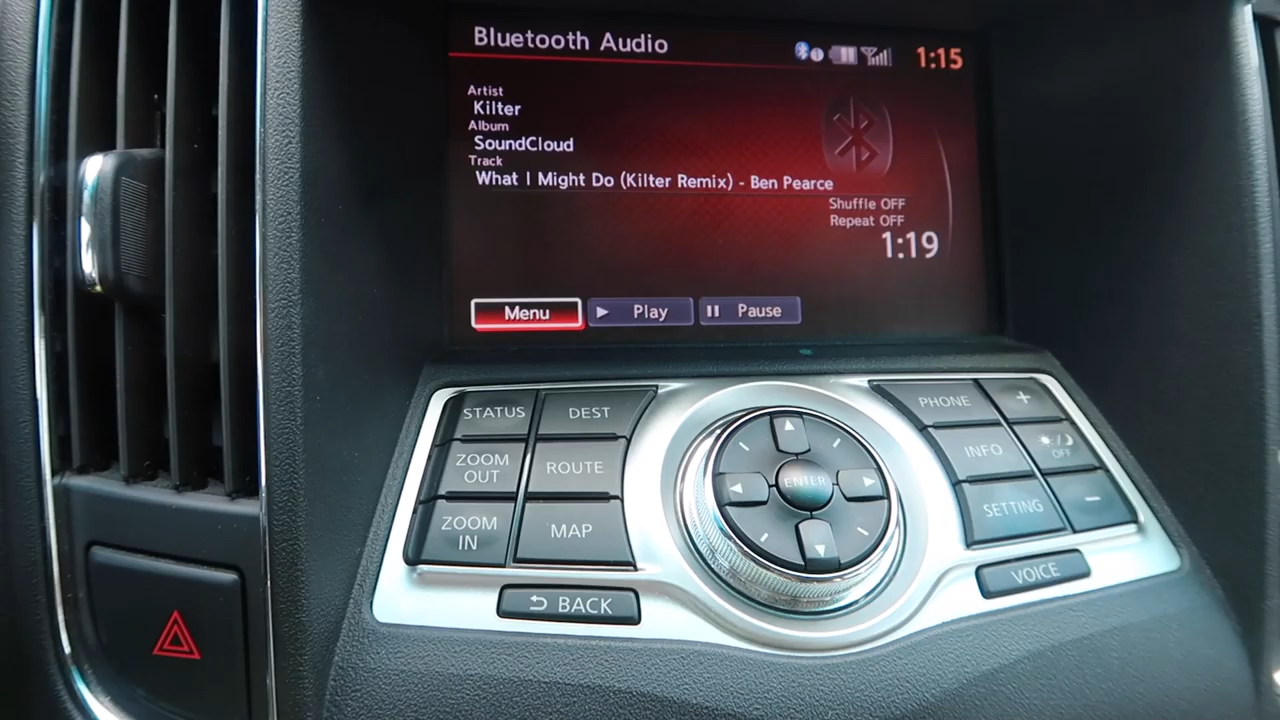 Bluetooth Audio
1:15
Artist
Kilter
Album
SoundCloud
Track
What I Might Do (Kilter Remix) - Ben Pearce
Shuffle OFF
Repeat OFF
1:19
Menu
Play
Pause
STATUS
DEST
ZOOM
OUT
ROUTE
ZOOM
IN
MAP
BACK
ENTER
PHONE
+
INFO
OFF
SETTING
-
VOICE